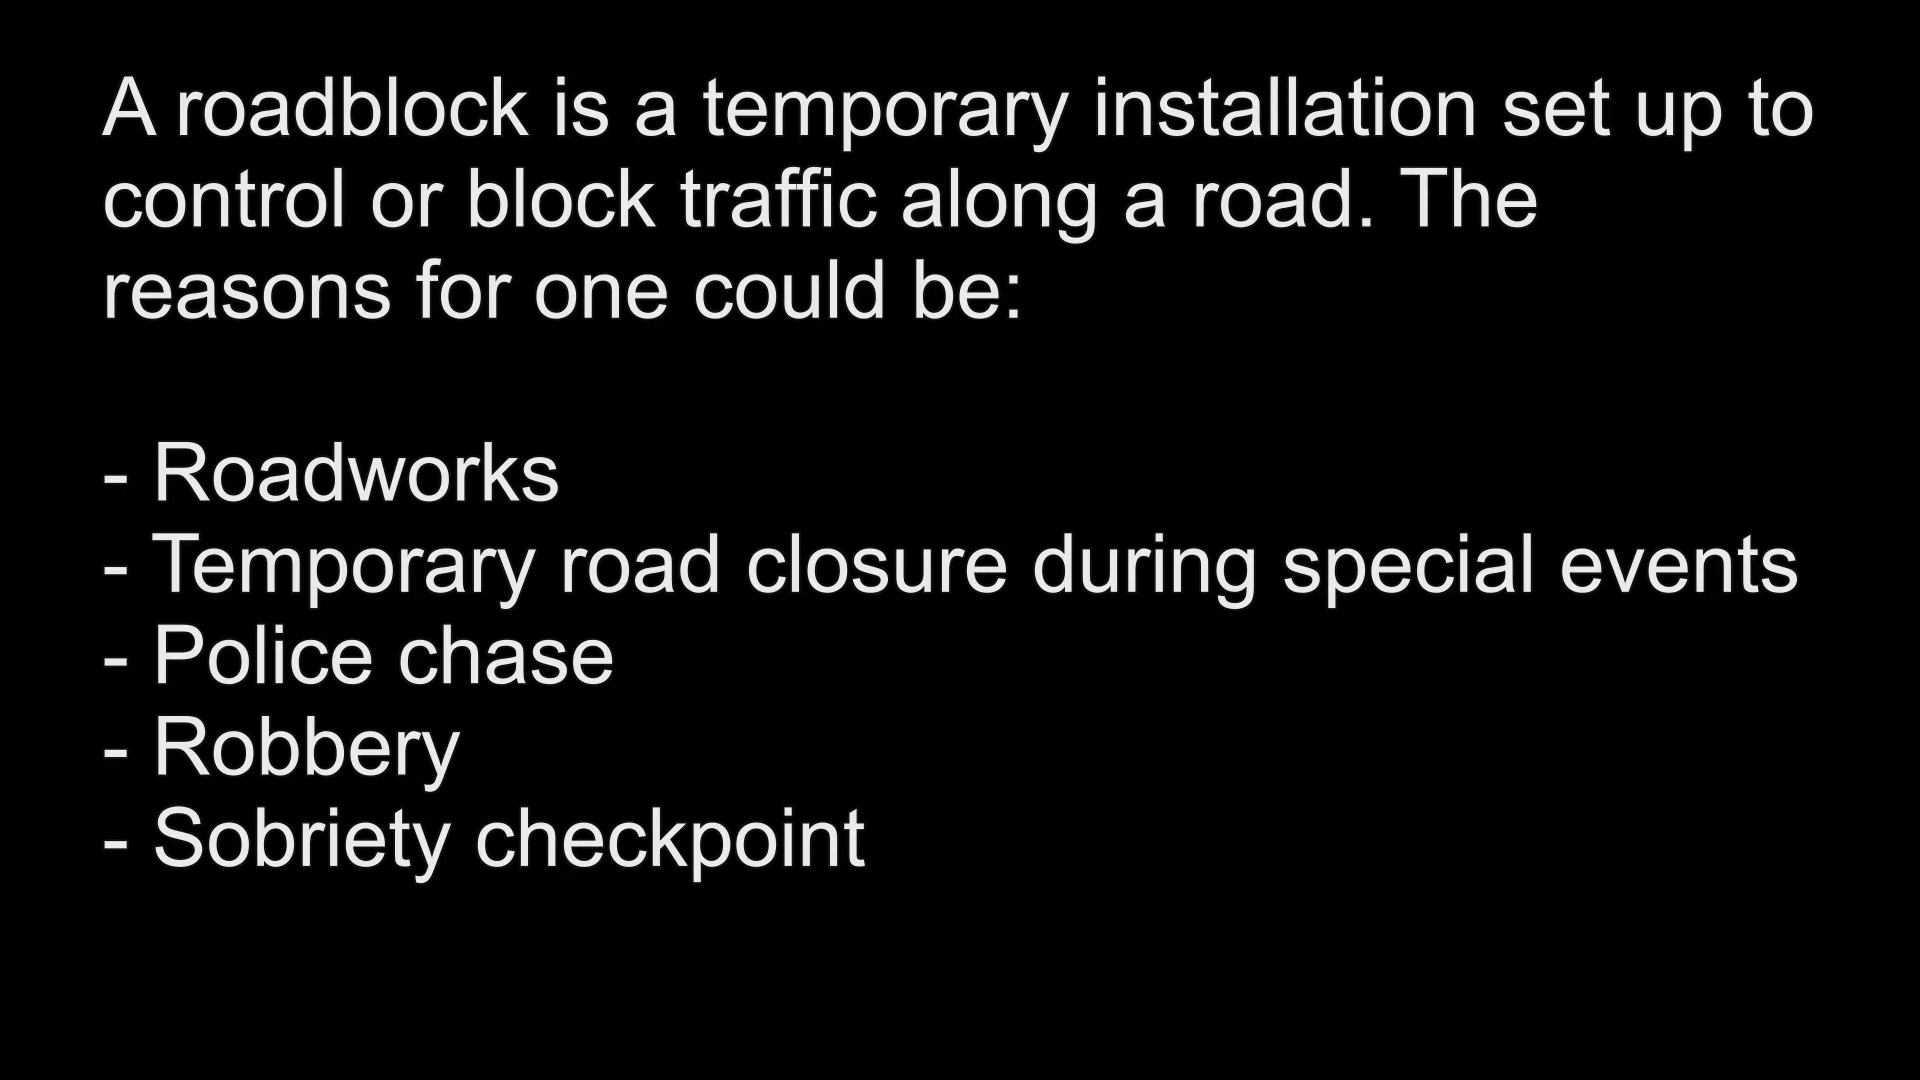 A roadblock is a temporary installation set up to
control or block traffic along a road. The
reasons for one could be:
- Roadworks
- Temporary road closure during special events
- Police chase
- Robbery
- Sobriety checkpoint